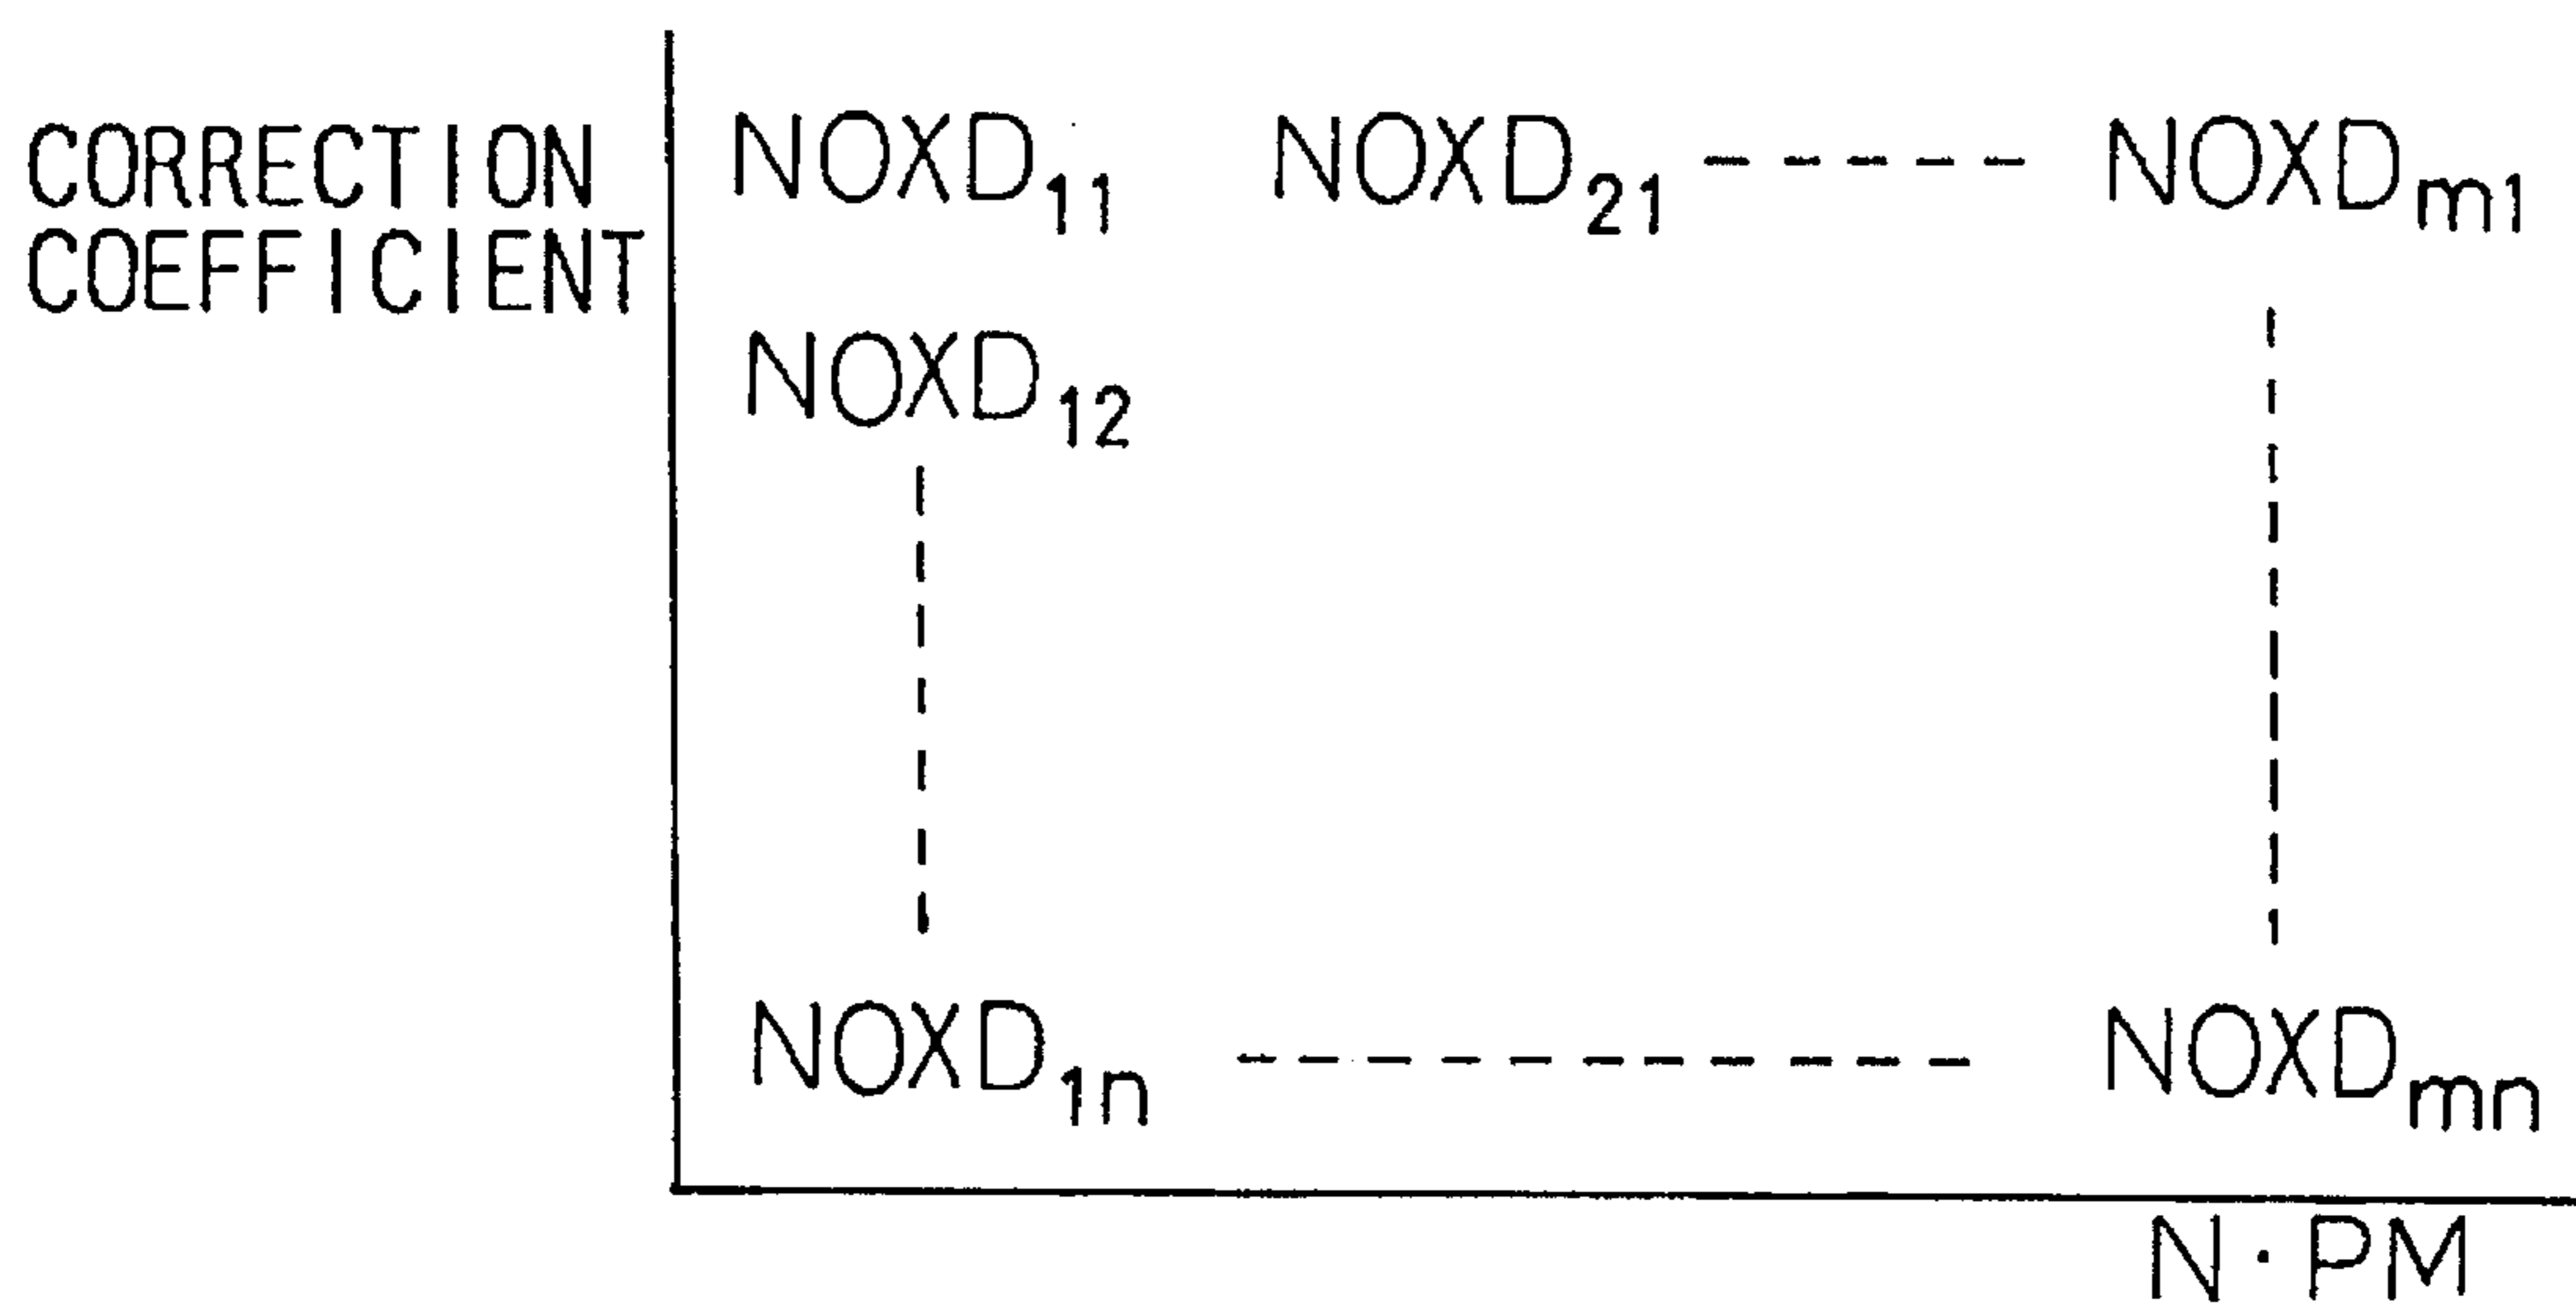 CORRECTION
COEFFICIENT
NOXD₁₁ NOXD₂₁ ----- NOXDₘ₁
NOXD₁₂
NOXD₁ₙ ----------- NOXDₘₙ
N·PM